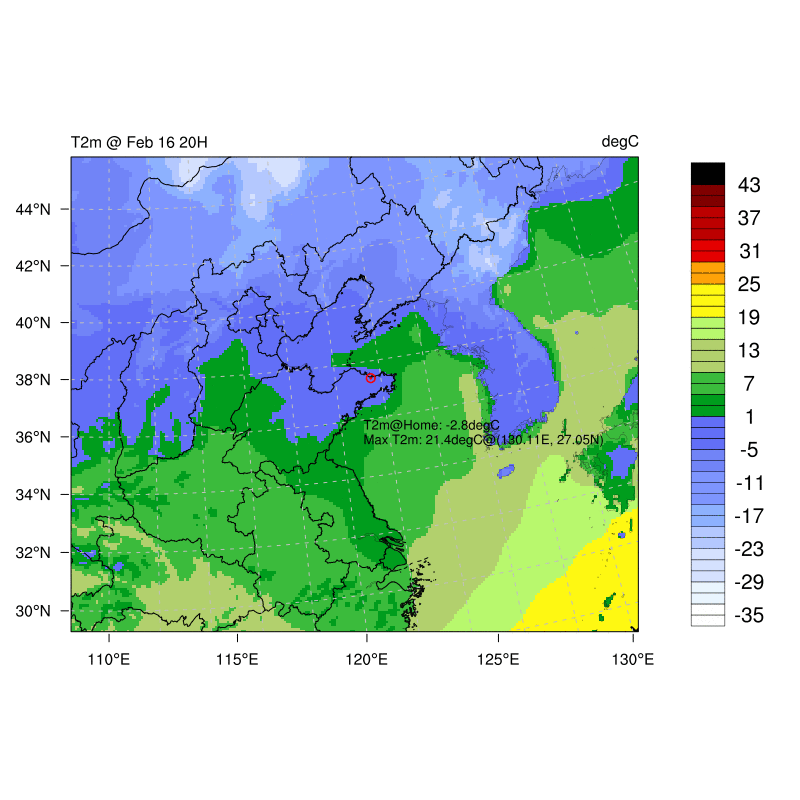 T2m @ Feb 16 20H
degC
44°N
42°N
40°N
38°N
36°N
34°N
32°N
30°N
T2m@Home: -2.8degC
Max T2m: 21.4degC@(130.11E, 27.05N)
110°E
115°E
120°E
125°E
130°E
43
37
31
25
19
13
7
1
-5
-11
-17
-23
-29
-35